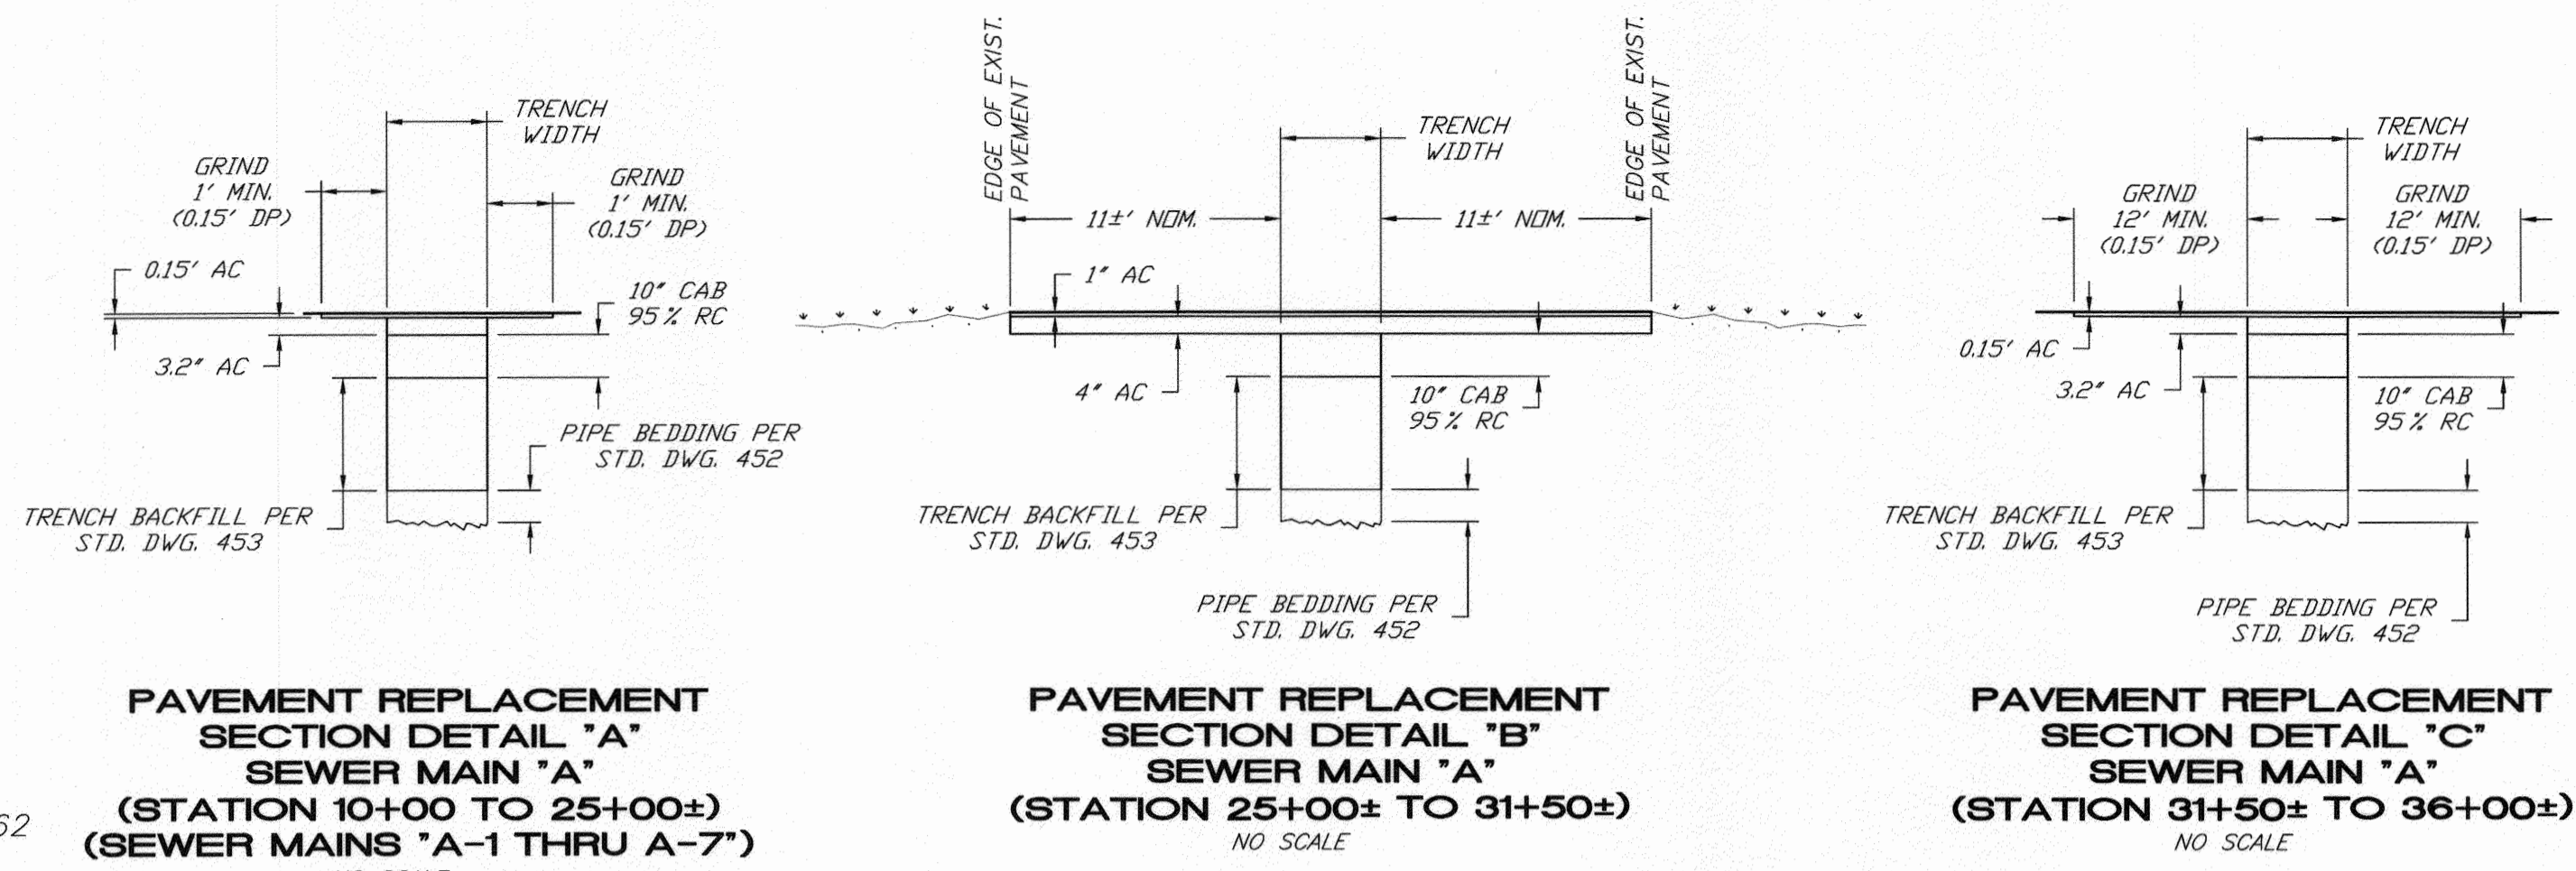 TRENCH
WIDTH
GRIND
1' MIN.
(0.15' DP)
GRIND
1' MIN.
(0.15' DP)
0.15' AC
10" CAB
95% RC
3.2" AC
PIPE BEDDING PER
STD. DWG. 452
TRENCH BACKFILL PER
STD. DWG. 453
PAVEMENT REPLACEMENT
SECTION DETAIL "A"
SEWER MAIN "A"
(STATION 10+00 TO 25+00±)
(SEWER MAINS "A-1 THRU A-7")
62
EDGE OF EXIST.
PAVEMENT
EDGE OF EXIST.
PAVEMENT
TRENCH
WIDTH
11±' NOM.
11±' NOM.
1" AC
4" AC
10" CAB
95% RC
TRENCH BACKFILL PER
STD. DWG. 453
PIPE BEDDING PER
STD. DWG. 452
PAVEMENT REPLACEMENT
SECTION DETAIL "B"
SEWER MAIN "A"
(STATION 25+00± TO 31+50±)
NO SCALE
TRENCH
WIDTH
GRIND
12' MIN.
(0.15' DP)
GRIND
12' MIN.
(0.15' DP)
0.15' AC
3.2" AC
10" CAB
95% RC
TRENCH BACKFILL PER
STD. DWG. 453
PIPE BEDDING PER
STD. DWG. 452
PAVEMENT REPLACEMENT
SECTION DETAIL "C"
SEWER MAIN "A"
(STATION 31+50± TO 36+00±)
NO SCALE